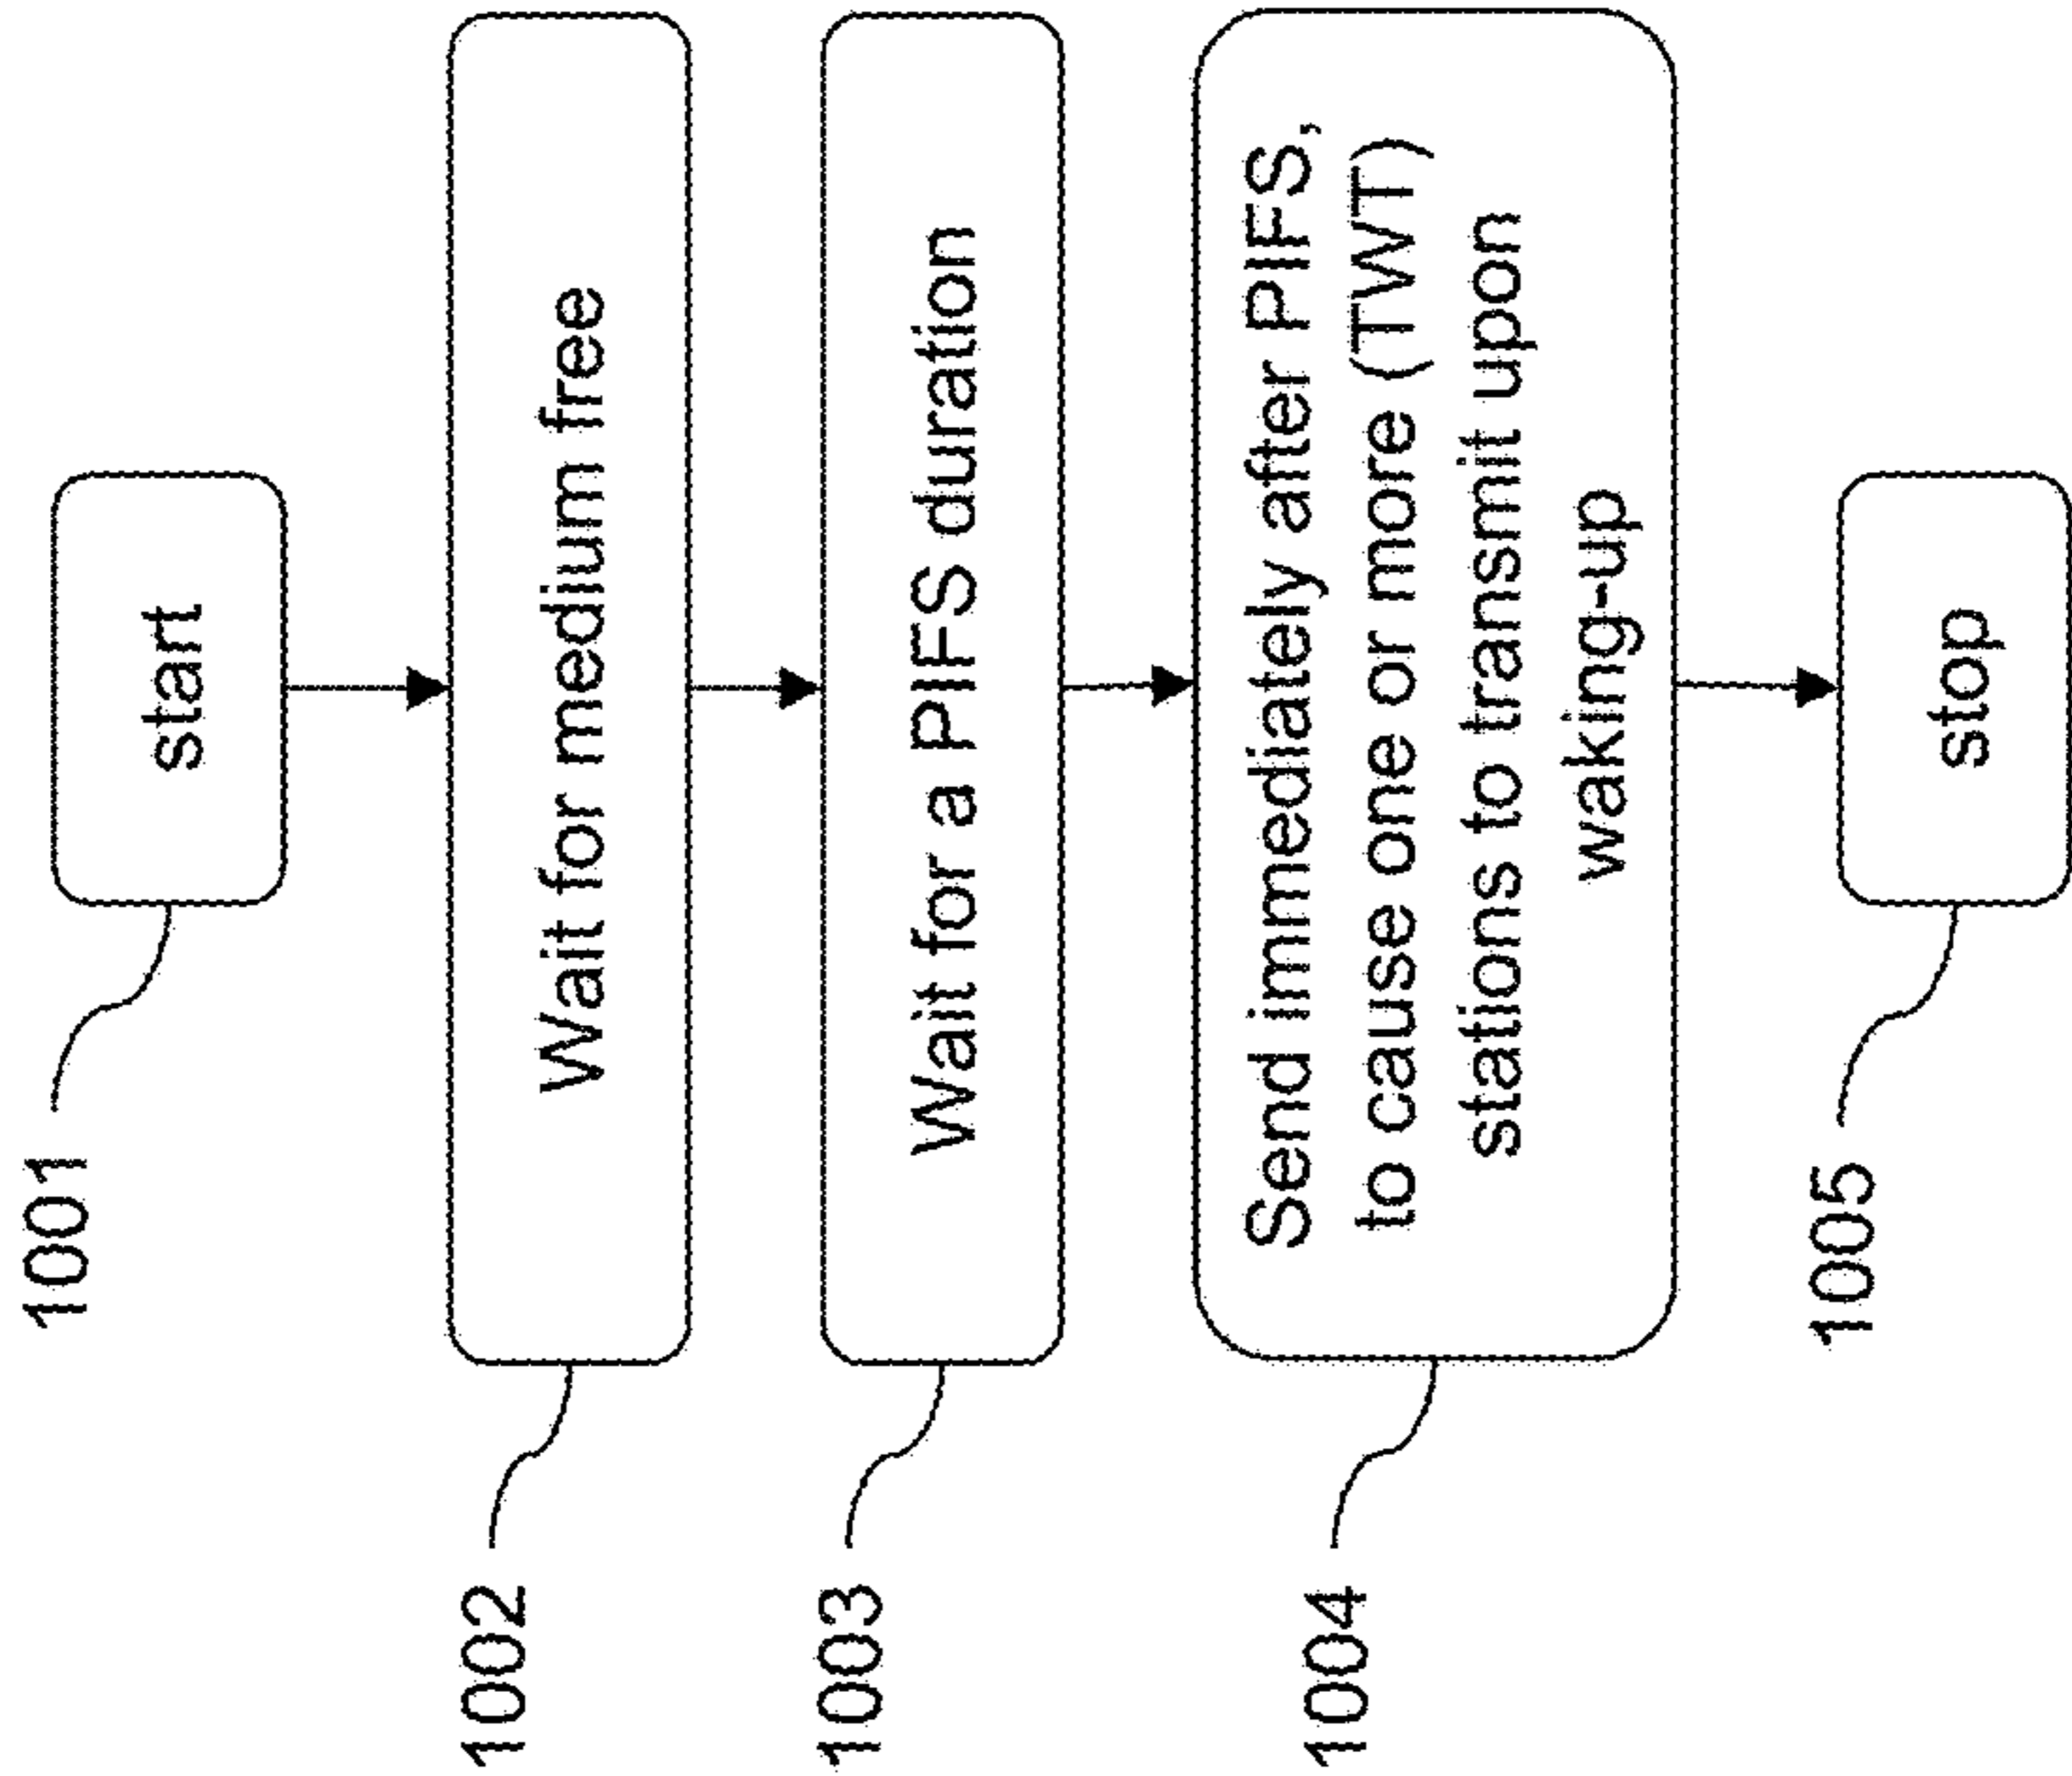 1001
start
1002
Wait for medium free
1003
Wait for a PIFS duration
1004
Send immediately after PIFS,
to cause one or more (TWT)
stations to transmit upon
waking-up
1005
stop